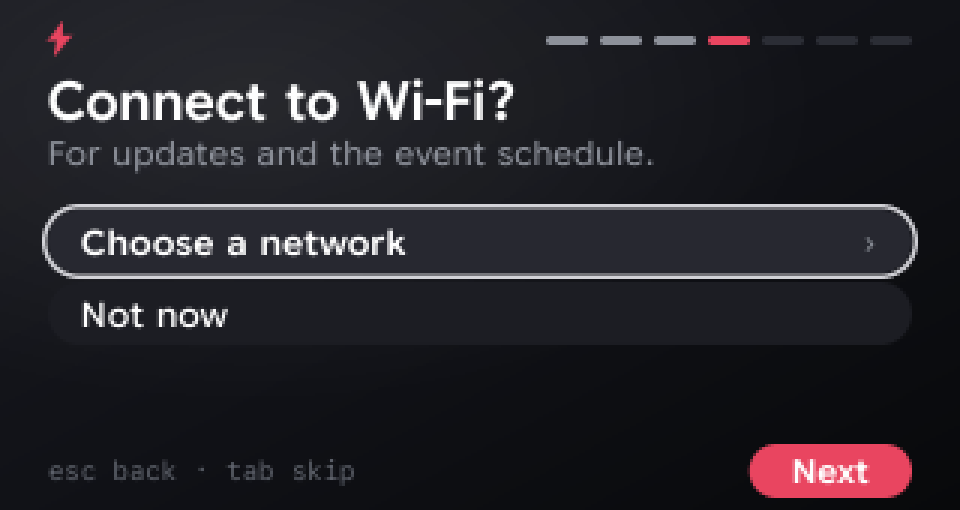 Connect to Wi-Fi?
For updates and the event schedule.
Choose a network ›
Not now
esc back · tab skip
Next